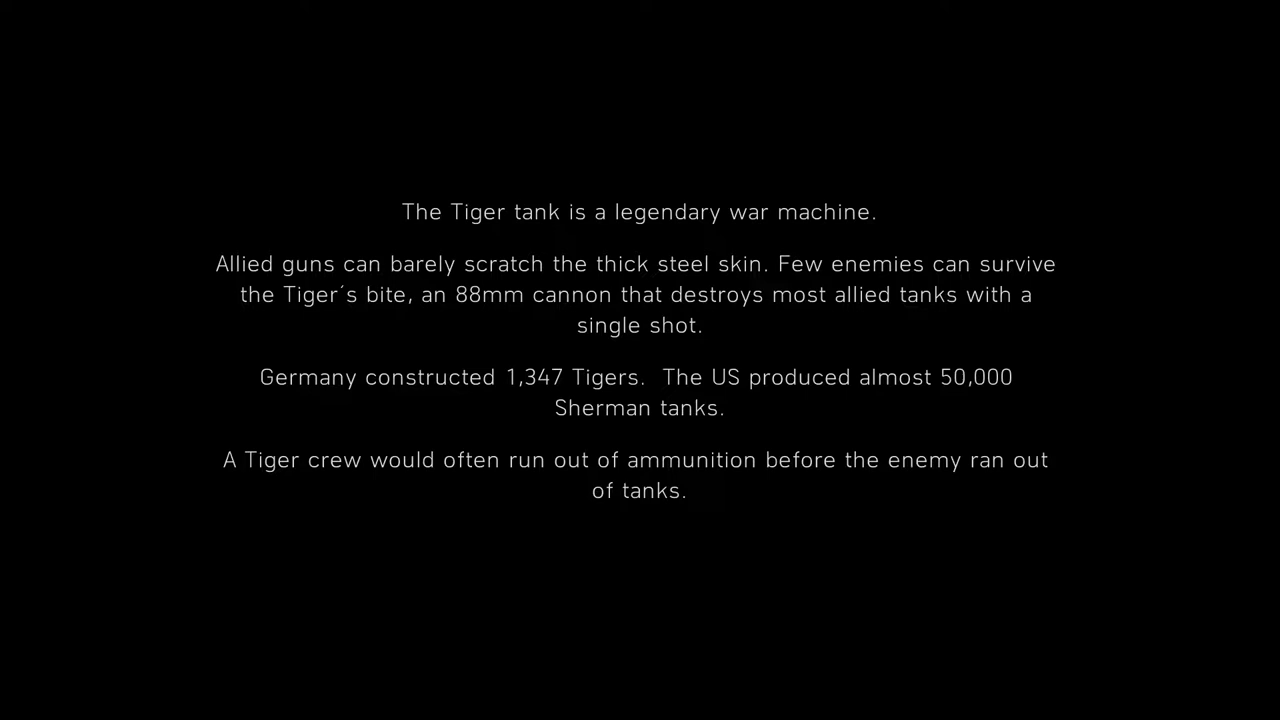 The Tiger tank is a legendary war machine.
Allied guns can barely scratch the thick steel skin. Few enemies can survive
the Tiger´s bite, an 88mm cannon that destroys most allied tanks with a
single shot.
Germany constructed 1,347 Tigers.  The US produced almost 50,000
Sherman tanks.
A Tiger crew would often run out of ammunition before the enemy ran out
of tanks.